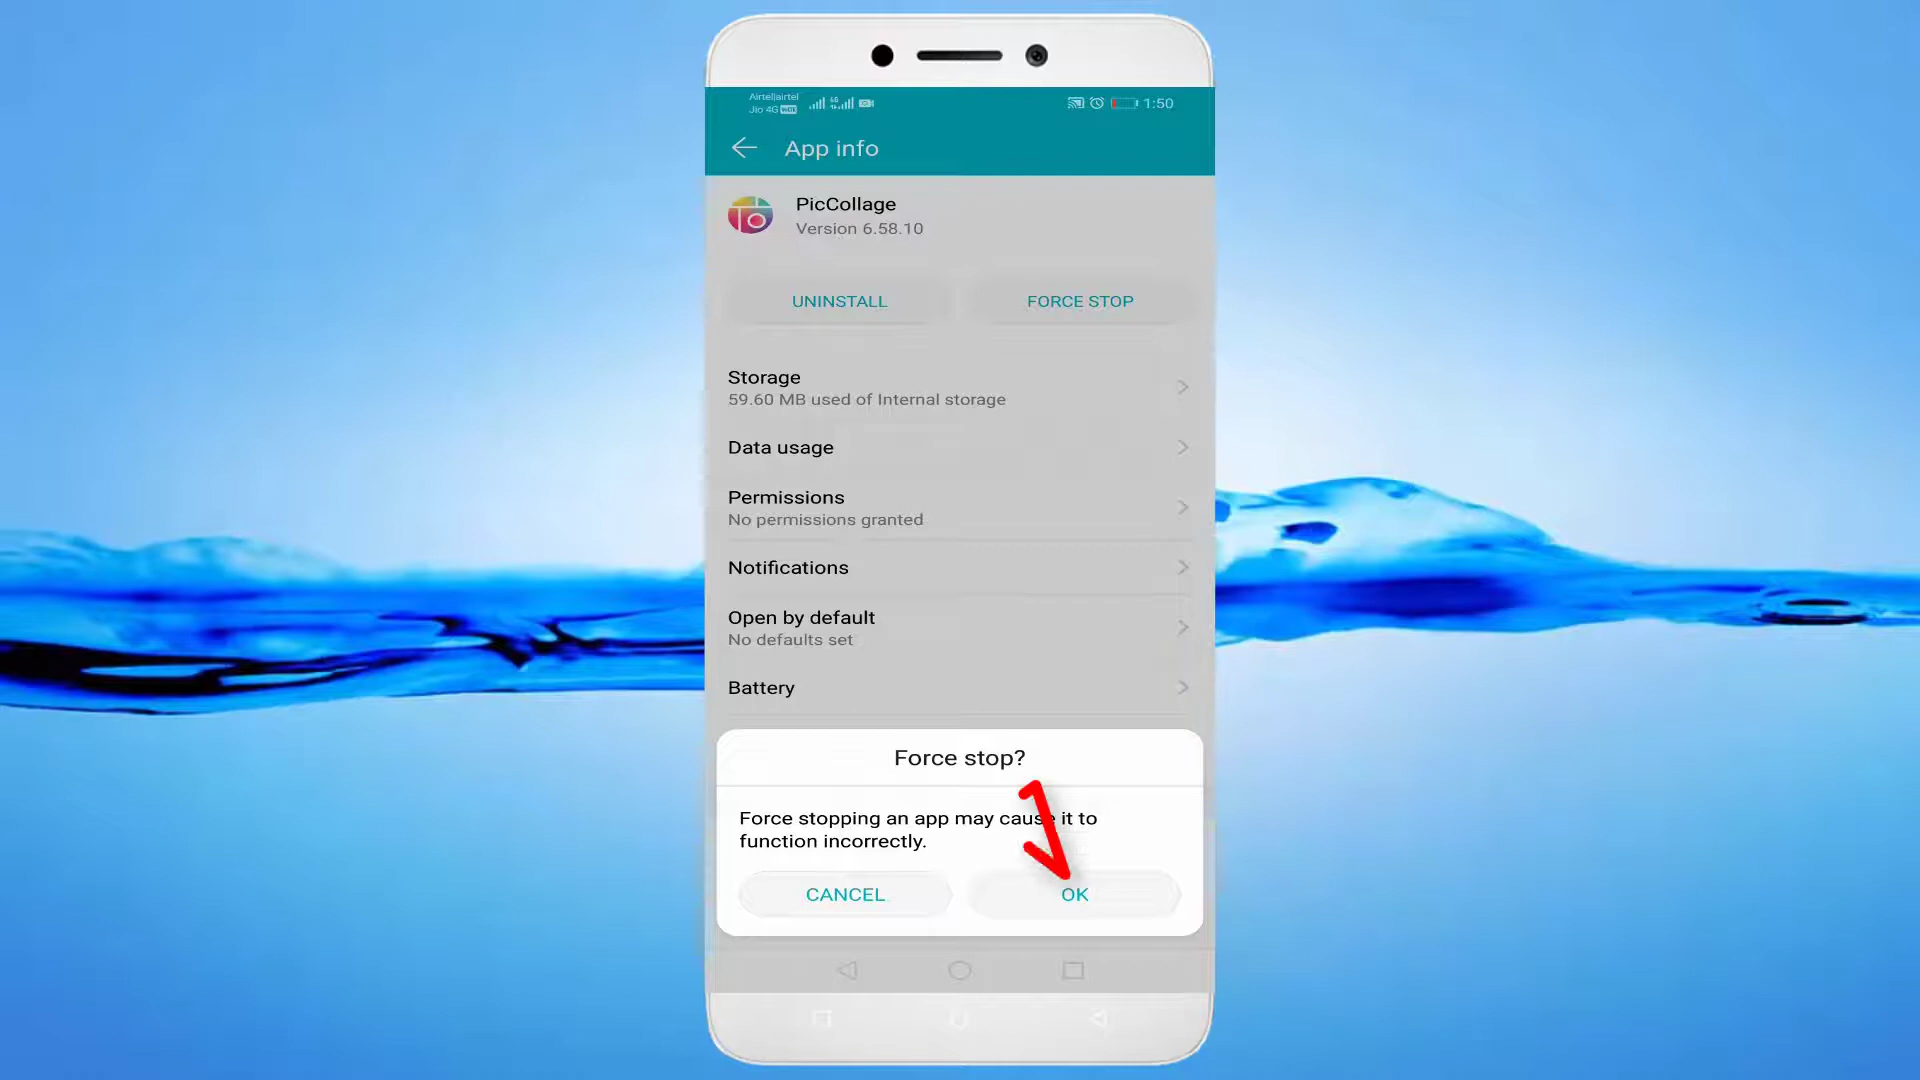 Airtel|airtel
Jio 4G VoLTE
4G
1:50
App info
PicCollage
Version 6.58.10
UNINSTALL
FORCE STOP
Storage
59.60 MB used of Internal storage
Data usage
Permissions
No permissions granted
Notifications
Open by default
No defaults set
Battery
Force stop?
Force stopping an app may cause it to
function incorrectly.
CANCEL
OK